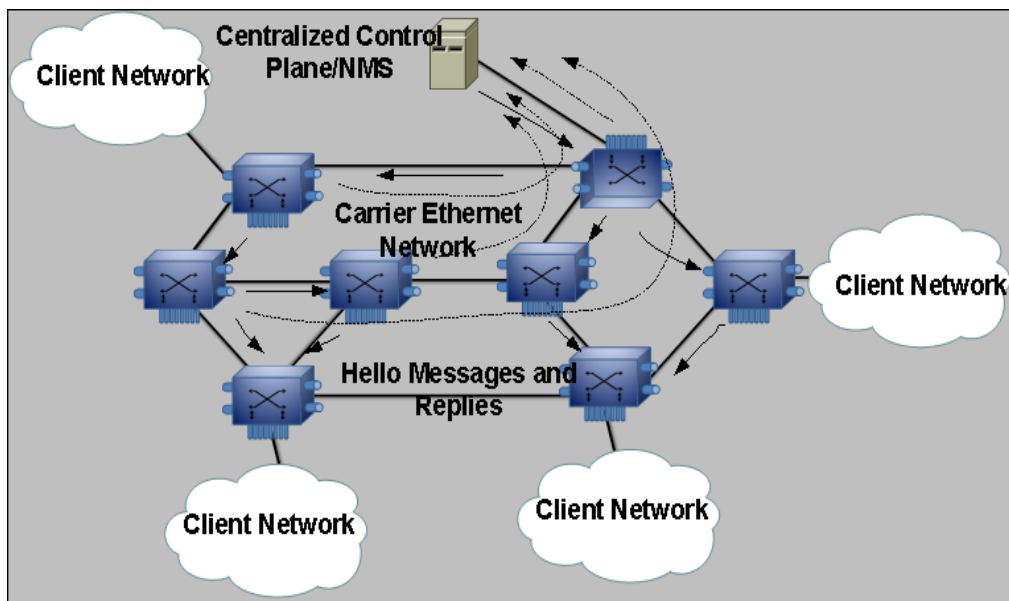 Centralized Control
Plane/NMS
Client Network
Carrier Ethernet
Network
Client Network
Hello Messages and
Replies
Client Network
Client Network